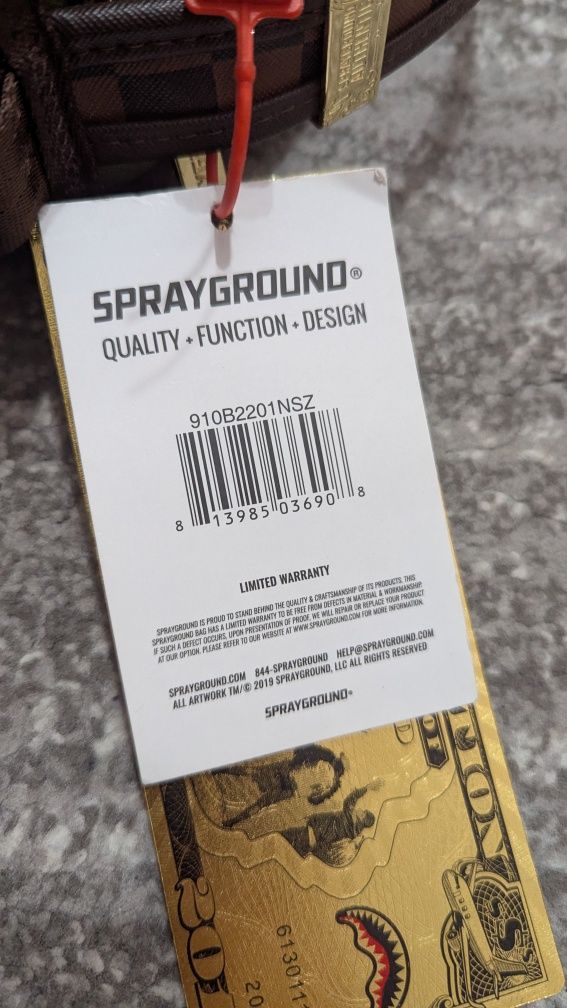 SPRAYGROUND®
QUALITY + FUNCTION + DESIGN
910B2201NSZ
8 13985 03690 8
LIMITED WARRANTY
SPRAYGROUND IS PROUD TO STAND BEHIND THE QUALITY & CRAFTSMANSHIP OF ITS PRODUCTS. THIS
SPRAYGROUND BAG HAS A LIMITED WARRANTY TO BE FREE FROM DEFECTS IN MATERIAL & WORKMANSHIP.
IF SUCH A DEFECT OCCURS, UPON PRESENTATION OF PROOF, WE WILL REPAIR OR REPLACE YOUR PRODUCT
AT OUR OPTION. PLEASE REFER TO OUR WEBSITE AT WWW.SPRAYGROUND.COM FOR MORE INFORMATION.
SPRAYGROUND.COM 844-SPRAYGROUND HELP@SPRAYGROUND.COM
ALL ARTWORK TM/© 2019 SPRAYGROUND, LLC ALL RIGHTS RESERVED
SPRAYGROUND®